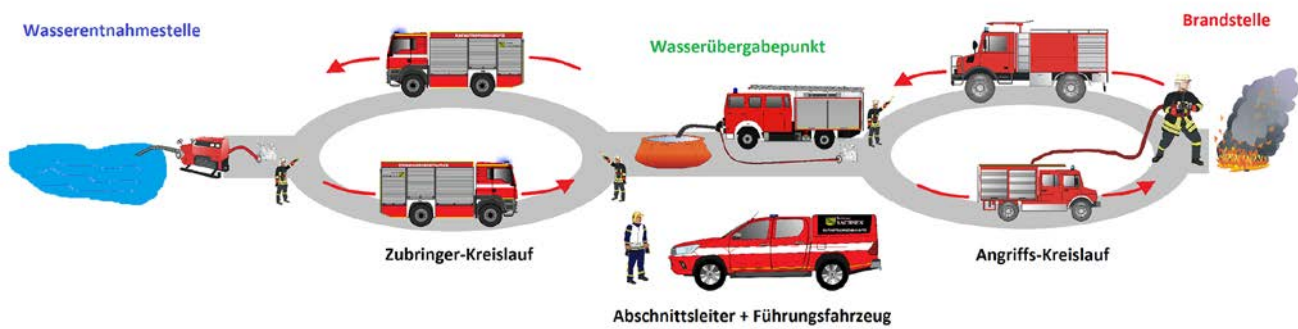 Wasserentnahmestelle
Wasserübergabepunkt
Brandstelle
Zubringer-Kreislauf
Angriffs-Kreislauf
Abschnittsleiter + Führungsfahrzeug